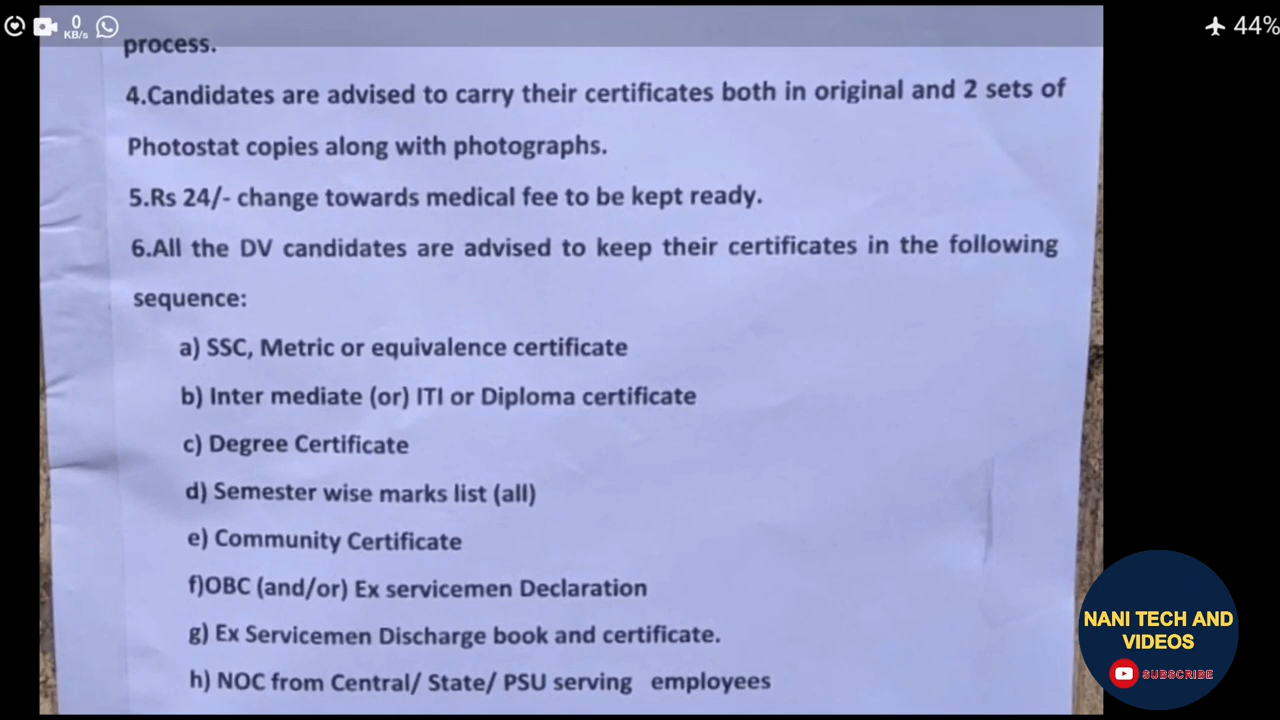 0
KB/s
44%
process.
4.Candidates are advised to carry their certificates both in original and 2 sets of
Photostat copies along with photographs.
5.Rs 24/- change towards medical fee to be kept ready.
6.All the DV candidates are advised to keep their certificates in the following
sequence:
a) SSC, Metric or equivalence certificate
b) Inter mediate (or) ITI or Diploma certificate
c) Degree Certificate
d) Semester wise marks list (all)
e) Community Certificate
f)OBC (and/or) Ex servicemen Declaration
g) Ex Servicemen Discharge book and certificate.
h) NOC from Central/ State/ PSU serving employees
NANI TECH AND
VIDEOS
SUBSCRIBE